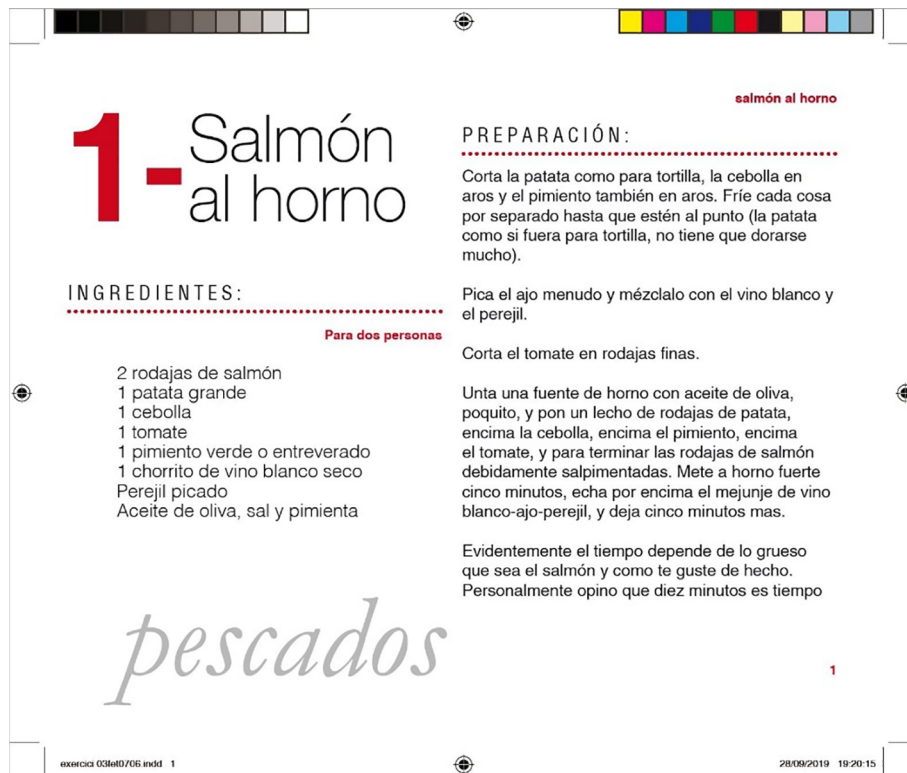 1- Salmón
al horno
INGREDIENTES:
Para dos personas
2 rodajas de salmón
1 patata grande
1 cebolla
1 tomate
1 pimiento verde o entreverado
1 chorrito de vino blanco seco
Perejil picado
Aceite de oliva, sal y pimienta
pescados
salmón al horno
PREPARACIÓN:
Corta la patata como para tortilla, la cebolla en
aros y el pimiento también en aros. Fríe cada cosa
por separado hasta que estén al punto (la patata
como si fuera para tortilla, no tiene que dorarse
mucho).
Pica el ajo menudo y mézclalo con el vino blanco y
el perejil.
Corta el tomate en rodajas finas.
Unta una fuente de horno con aceite de oliva,
poquito, y pon un lecho de rodajas de patata,
encima la cebolla, encima el pimiento, encima
el tomate, y para terminar las rodajas de salmón
debidamente salpimentadas. Mete a horno fuerte
cinco minutos, echa por encima el mejunje de vino
blanco-ajo-perejil, y deja cinco minutos mas.
Evidentemente el tiempo depende de lo grueso
que sea el salmón y como te guste de hecho.
Personalmente opino que diez minutos es tiempo
1
exercici 03fet0706.indd 1
28/09/2019 19:20:15